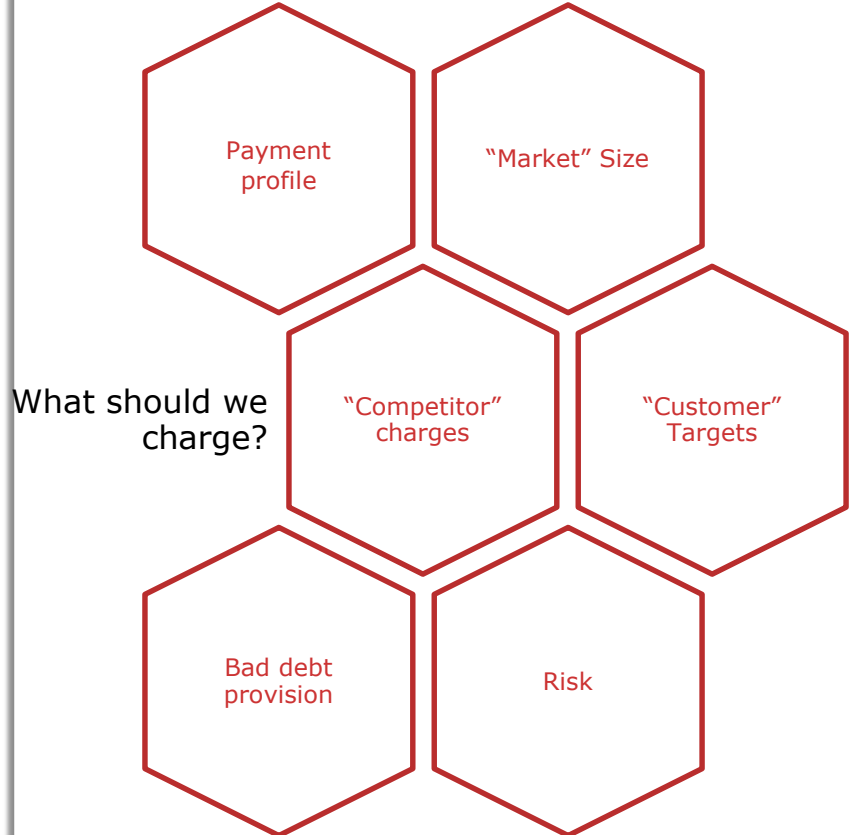 Payment
profile
“Market” Size
What should we
charge?
“Competitor”
charges
“Customer”
Targets
Bad debt
provision
Risk